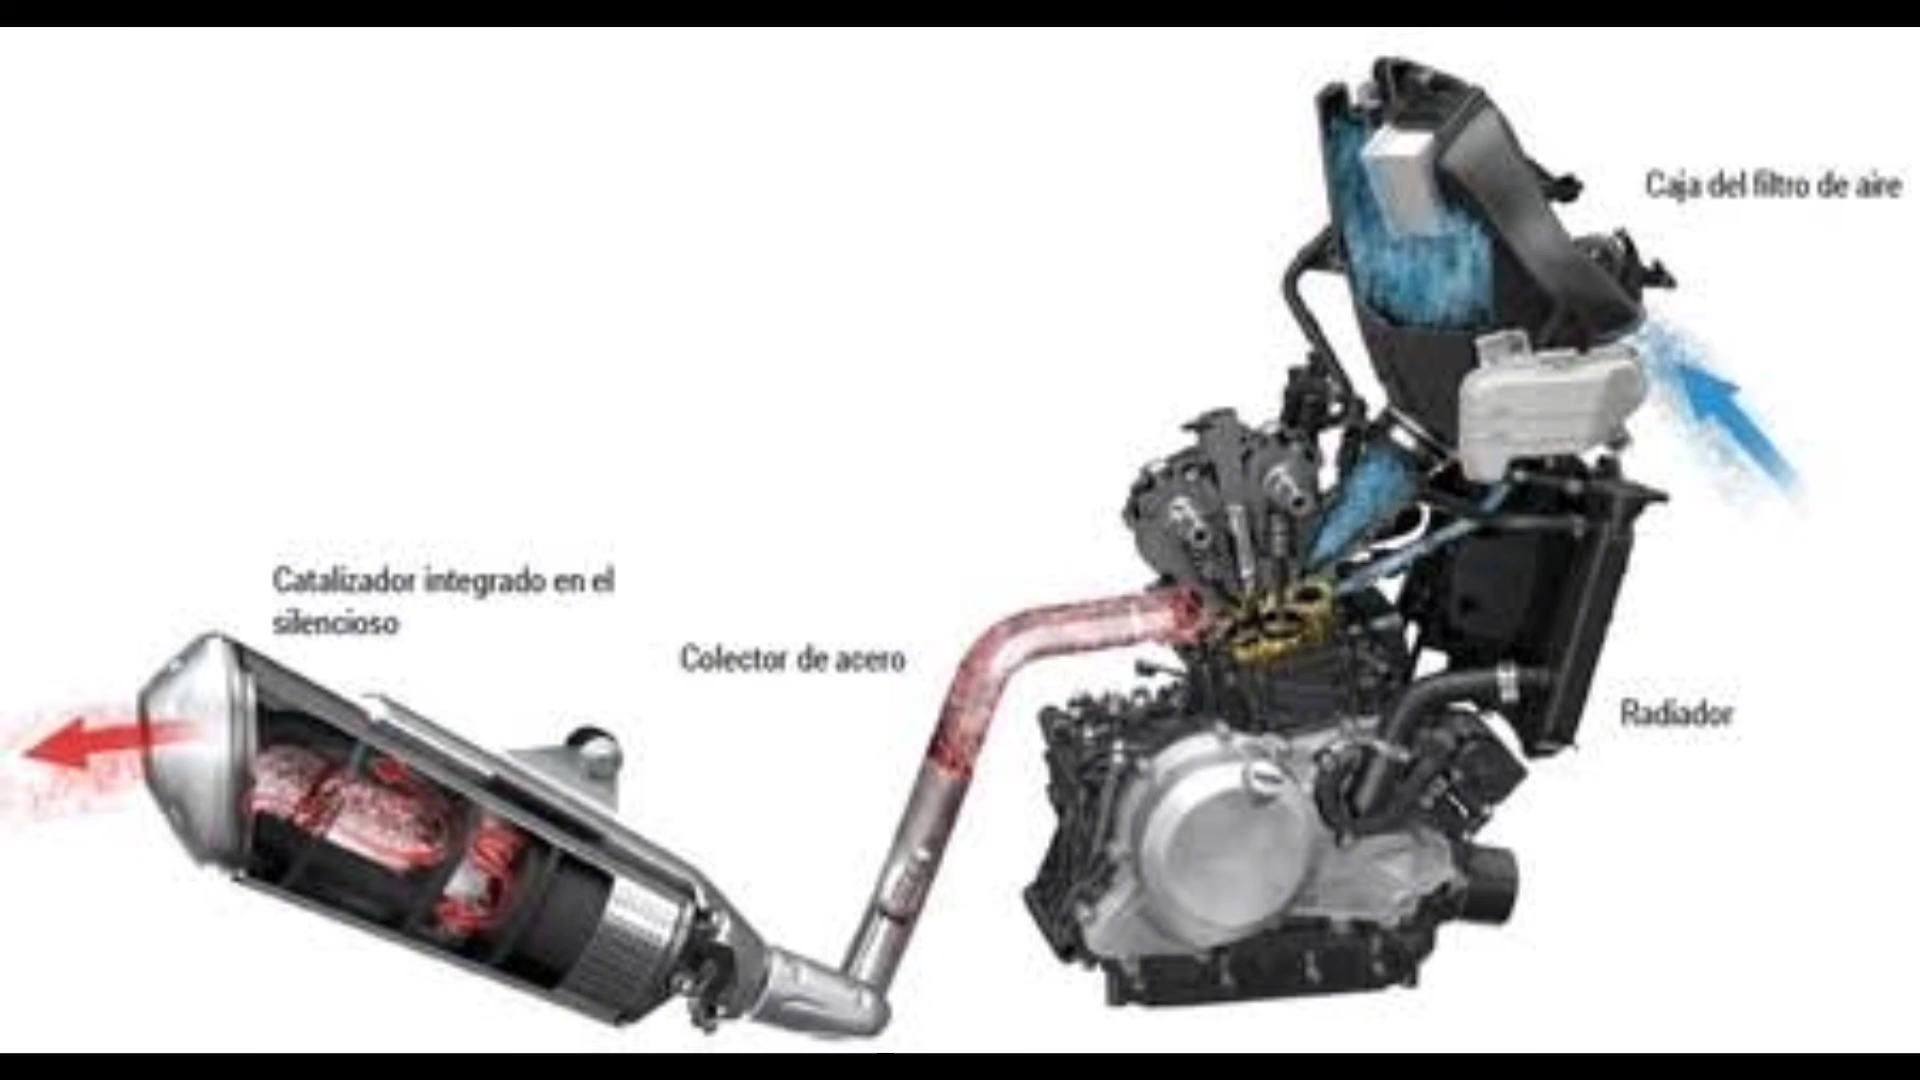 Caja del filtro de aire
Catalizador integrado en el
silencioso
Colector de acero
Radiador